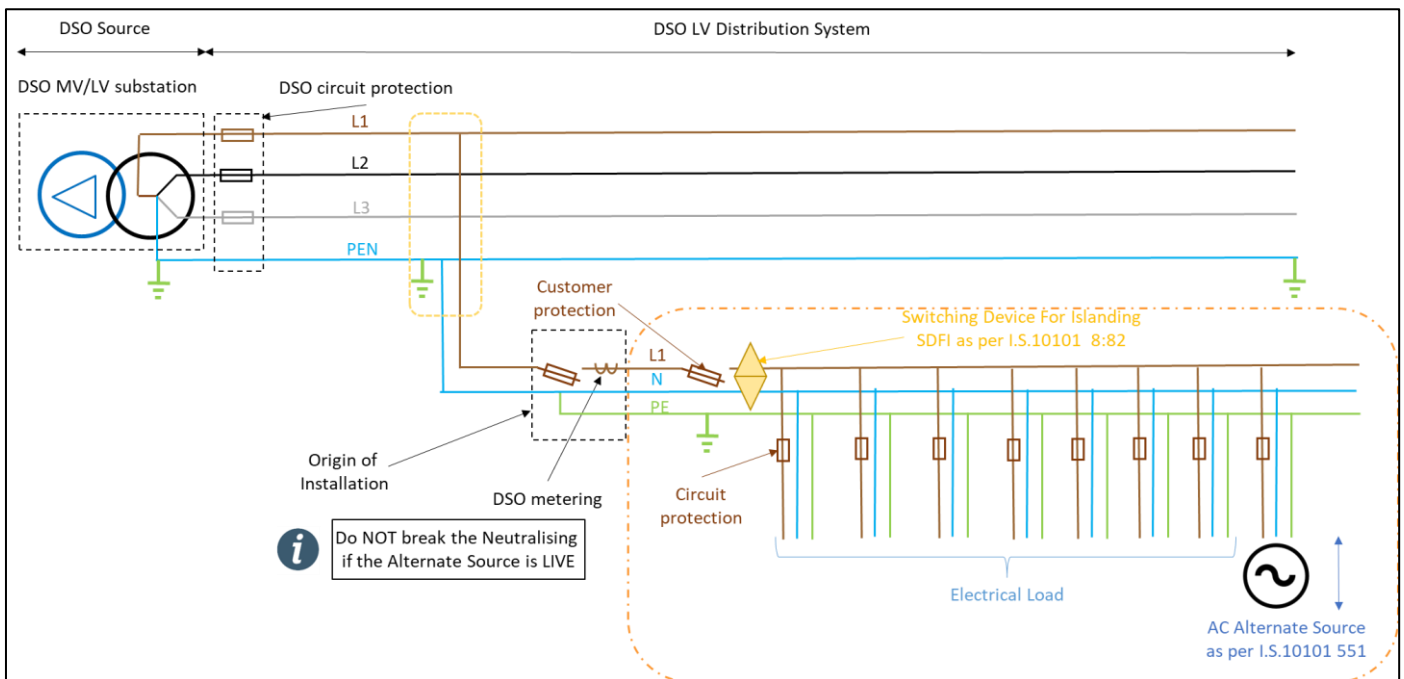 DSO Source
DSO LV Distribution System
DSO MV/LV substation
DSO circuit protection
L1
L2
L3
PEN
Customer
protection
Switching Device For Islanding
SDFI as per I.S.10101 8:82
L1
N
PE
Origin of
Installation
DSO metering
Circuit
protection
i
Do NOT break the Neutralising
if the Alternate Source is LIVE
Electrical Load
AC Alternate Source
as per I.S.10101 551